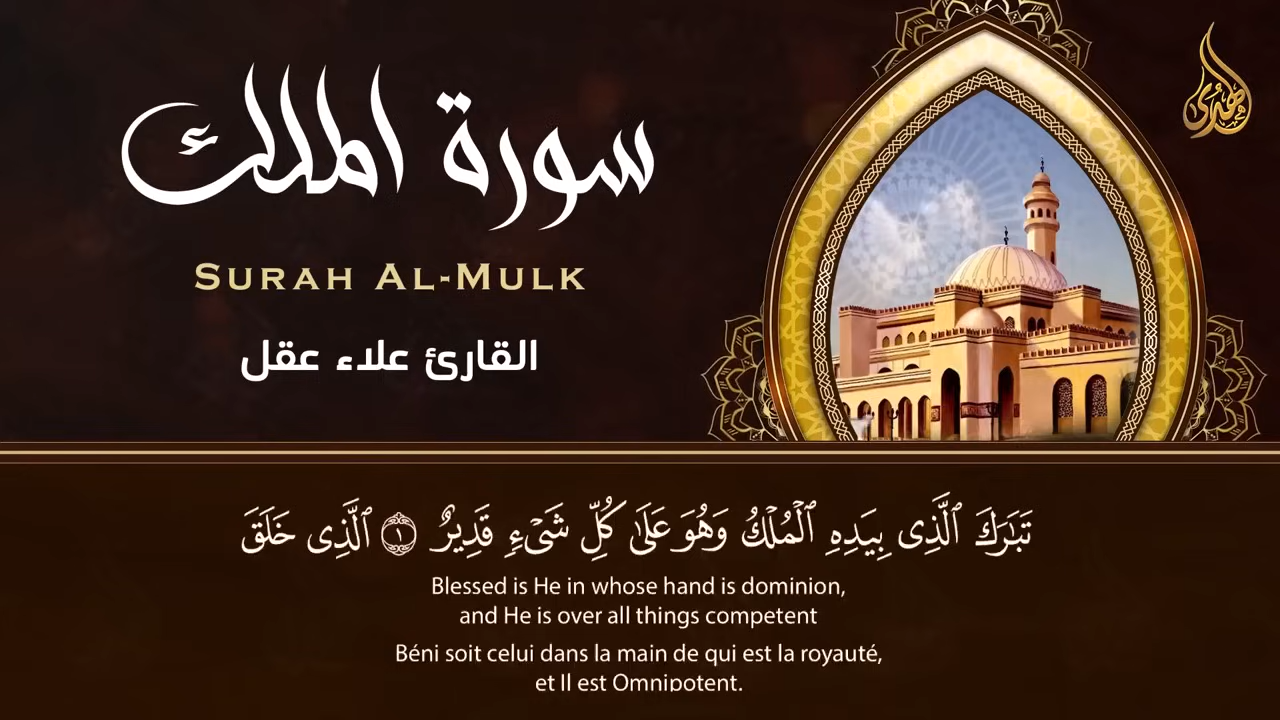 سورة الملك
هدى
SURAH AL-MULK
القارئ علاء عقل
تَبَٰرَكَ ٱلَّذِى بِيَدِهِ ٱلْمُلْكُ وَهُوَ عَلَىٰ كُلِّ شَىْءٍ قَدِيرٌ ١ ٱلَّذِى خَلَقَ
Blessed is He in whose hand is dominion,
and He is over all things competent
Béni soit celui dans la main de qui est la royauté,
et Il est Omnipotent.